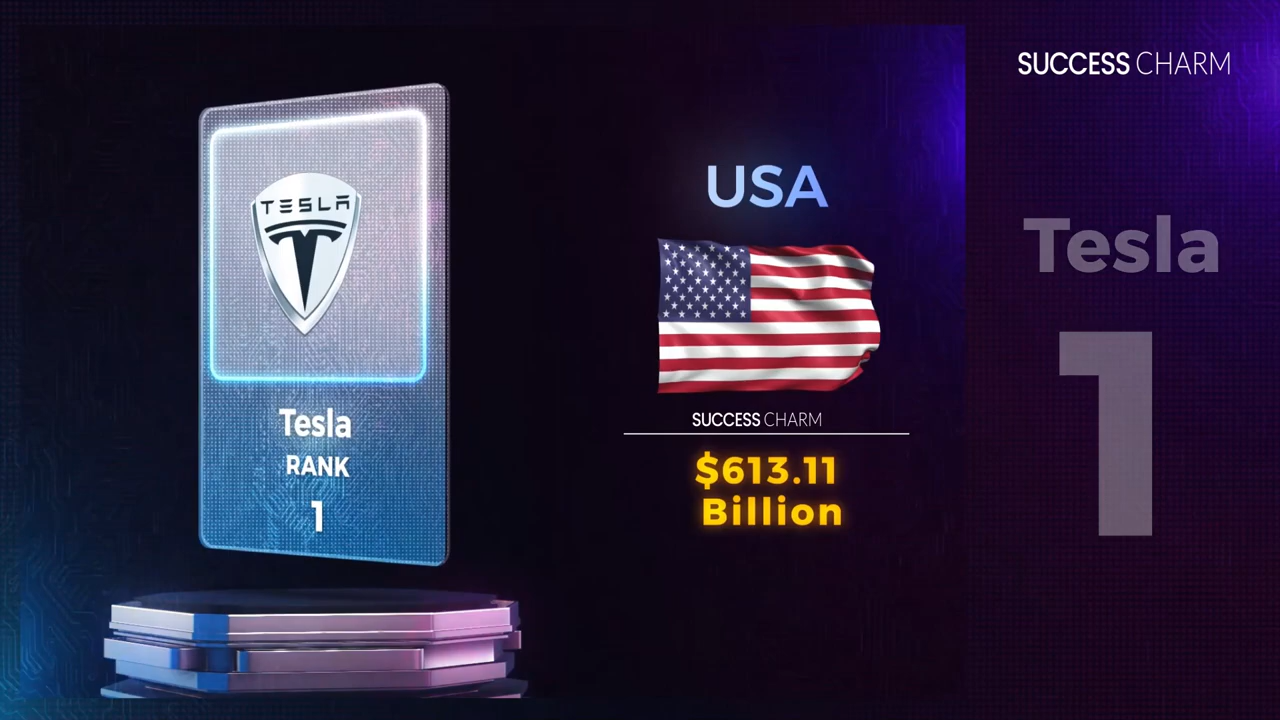 SUCCESS CHARM
TESLA
Tesla
RANK
1
USA
SUCCESS CHARM
$613.11
Billion
Tesla
1